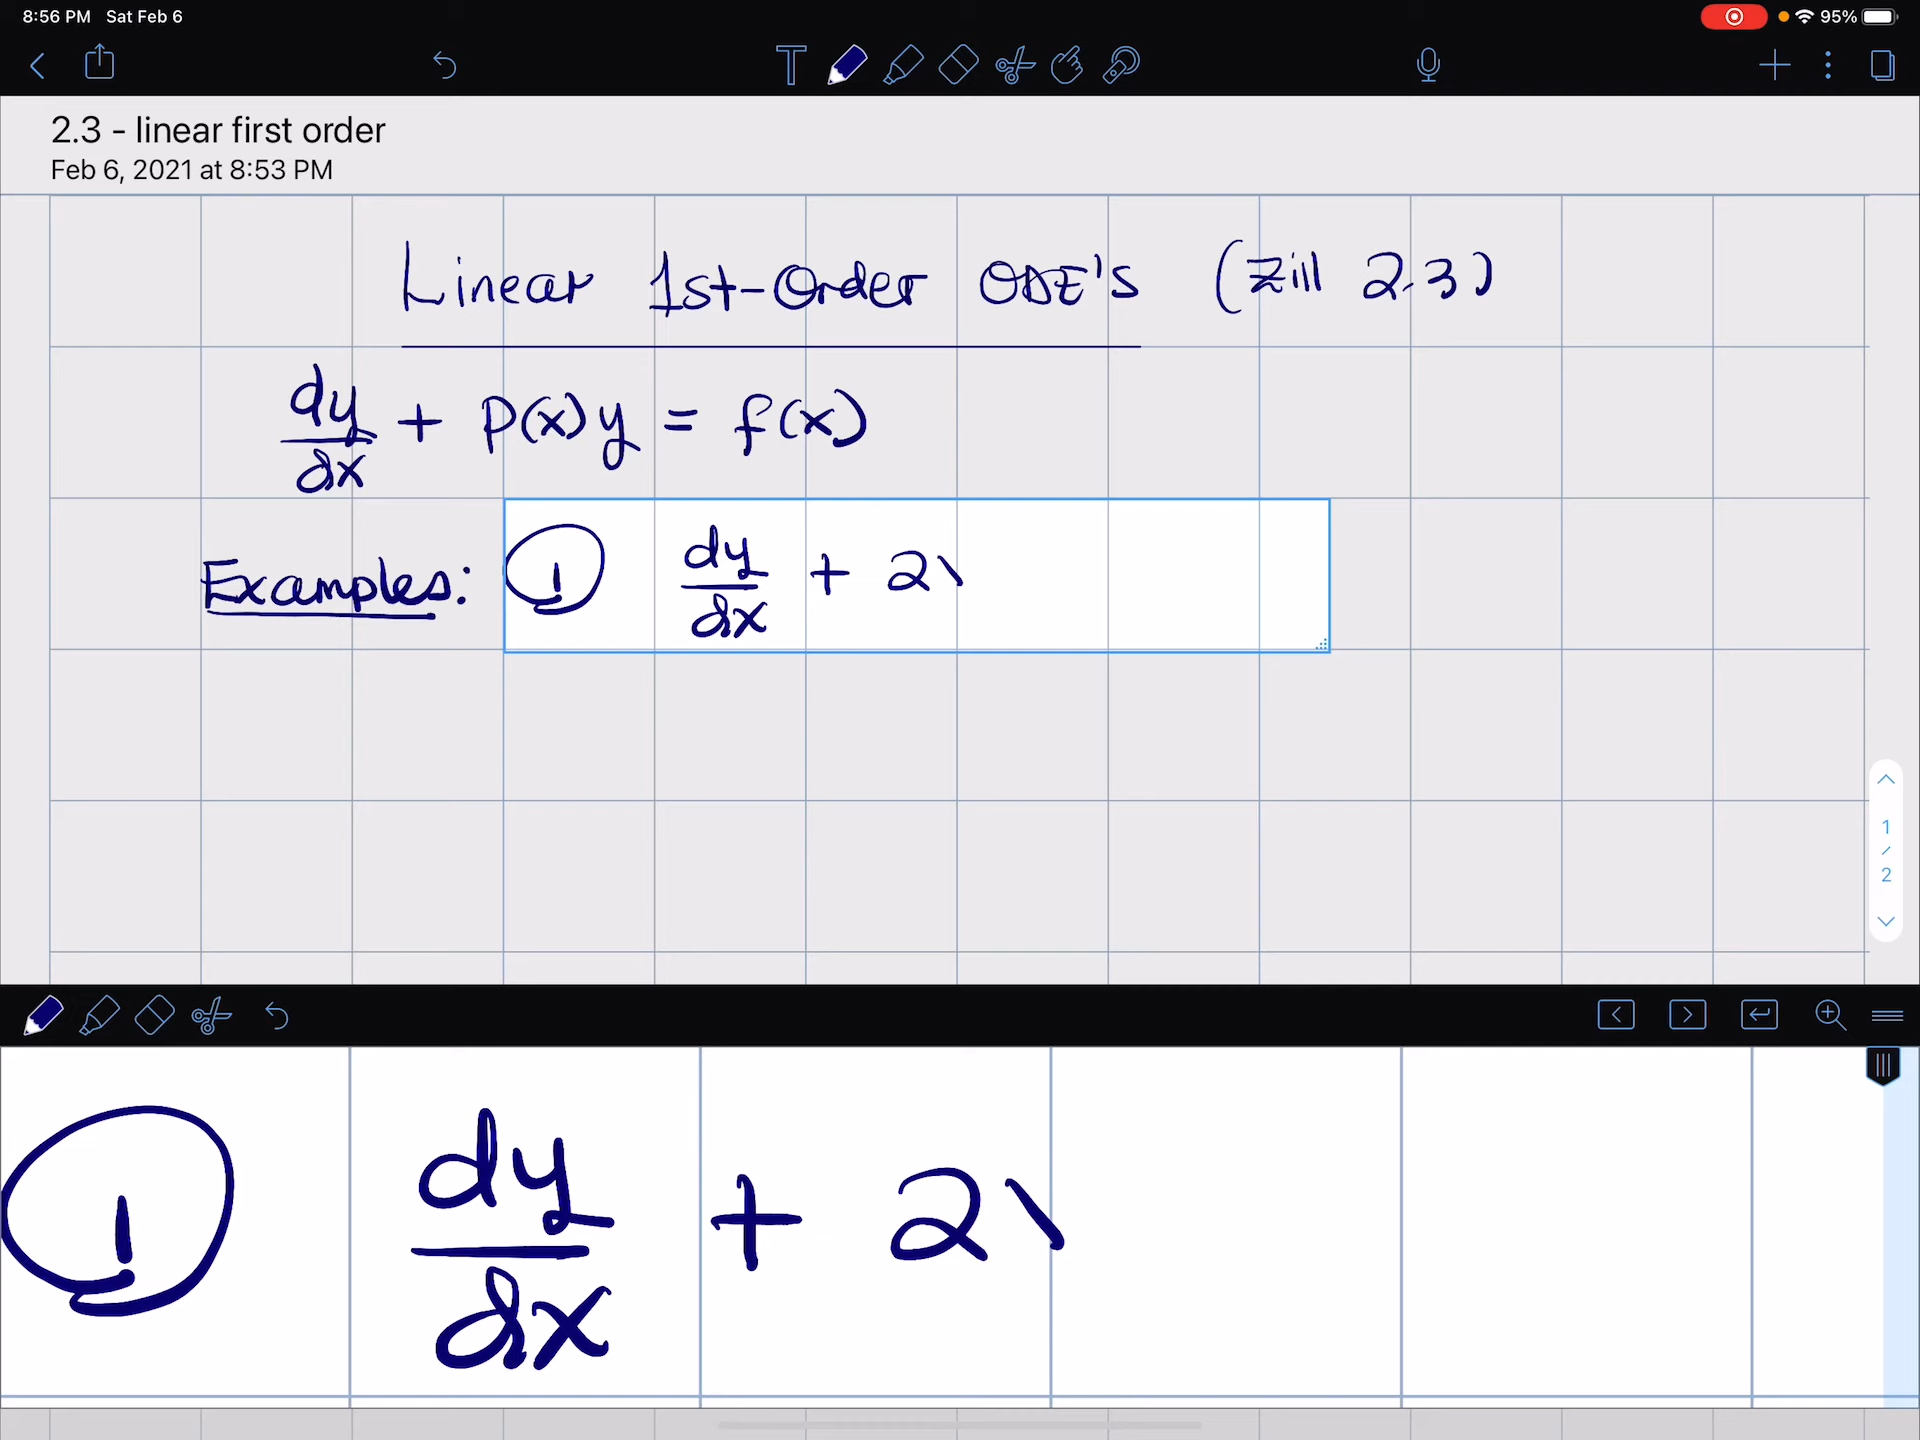 8:56 PM Sat Feb 6
95%
2.3 - linear first order
Feb 6, 2021 at 8:53 PM
Linear 1st-Order ODE's (Zill 2.3)
dy/dx + P(x)y = f(x)
Examples: ① dy/dx + 2\
1 / 2
① dy/dx + 2\